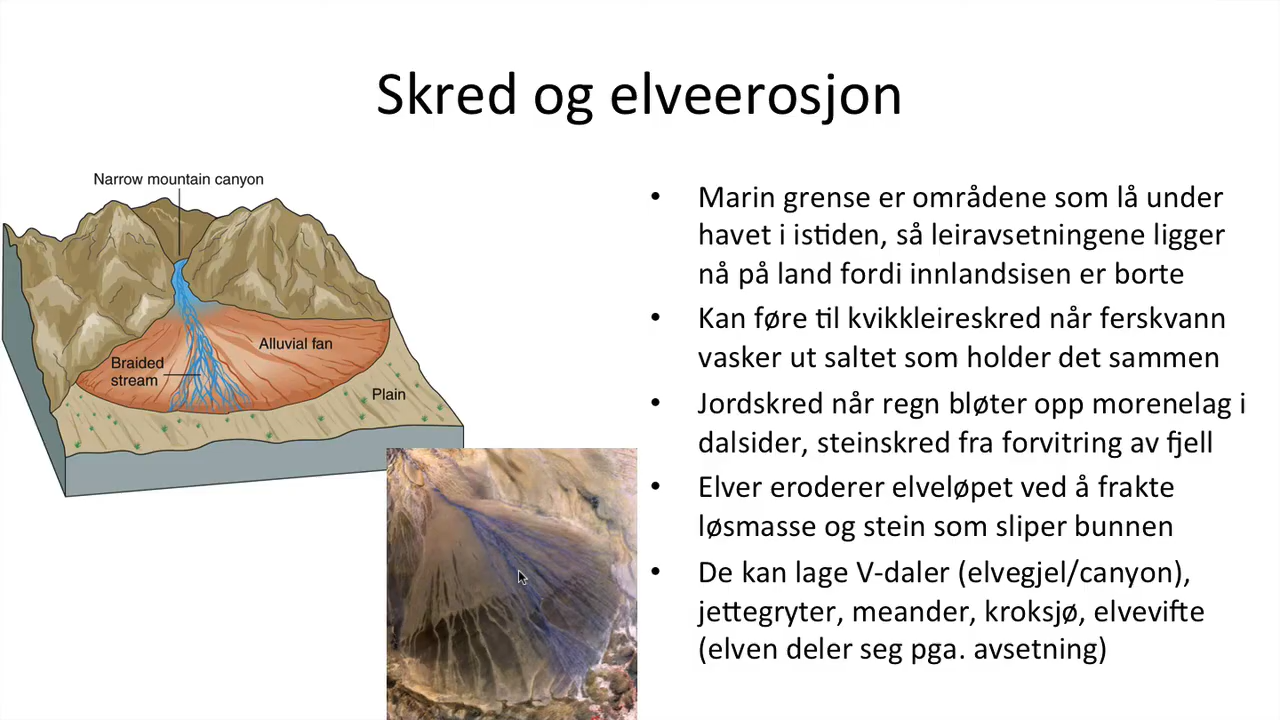 Skred og elveerosjon
Narrow mountain canyon
Alluvial fan
Braided
stream
Plain
• Marin grense er områdene som lå under
havet i istiden, så leiravsetningene ligger
nå på land fordi innlandsisen er borte
• Kan føre til kvikkleireskred når ferskvann
vasker ut saltet som holder det sammen
• Jordskred når regn bløter opp morenelag i
dalsider, steinskred fra forvitring av fjell
• Elver eroderer elveløpet ved å frakte
løsmasse og stein som sliper bunnen
• De kan lage V-daler (elvegjel/canyon),
jettegryter, meander, kroksjø, elvevifte
(elven deler seg pga. avsetning)